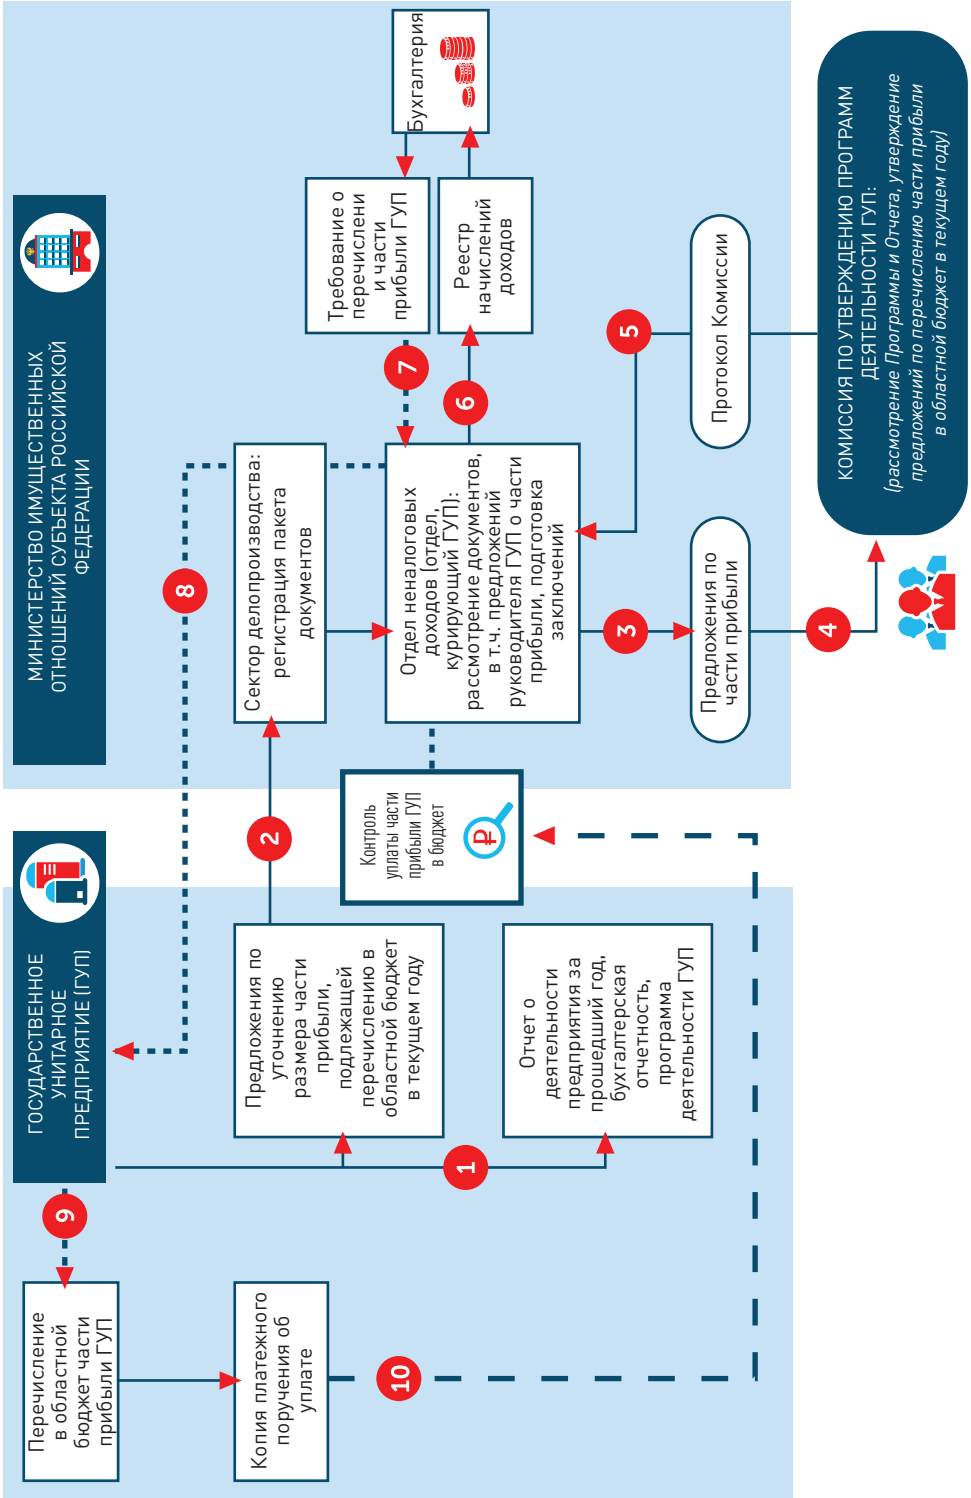 ГОСУДАРСТВЕННОЕ
УНИТАРНОЕ
ПРЕДПРИЯТИЕ (ГУП)
МИНИСТЕРСТВО ИМУЩЕСТВЕННЫХ
ОТНОШЕНИЙ СУБЪЕКТА РОССИЙСКОЙ
ФЕДЕРАЦИИ
9
8
Перечисление
в областной
бюджет части
прибыли ГУП
Копия платежного
поручения об
уплате
10
1
Предложения по
уточнению
размера части
прибыли,
подлежащей
перечислению в
областной бюджет
в текущем году
Отчет о
деятельности
предприятия за
прошедший год,
бухгалтерская
отчетность,
программа
деятельности ГУП
2
Контроль
уплаты части
прибыли ГУП
в бюджет
₽
Сектор делопроизводства:
регистрация пакета
документов
Отдел неналоговых
доходов (отдел,
курирующий ГУП):
рассмотрение документов,
в т.ч. предложений
руководителя ГУП о части
прибыли, подготовка
заключений
7
6
Требование о
перечислени
и части
прибыли ГУП
Реестр
начислений
доходов
Бухгалтерия
3
5
Предложения по
части прибыли
Протокол Комиссии
4
КОМИССИЯ ПО УТВЕРЖДЕНИЮ ПРОГРАММ
ДЕЯТЕЛЬНОСТИ ГУП:
(рассмотрение Программы и Отчета, утверждение
предложений по перечислению части прибыли
в областной бюджет в текущем году)